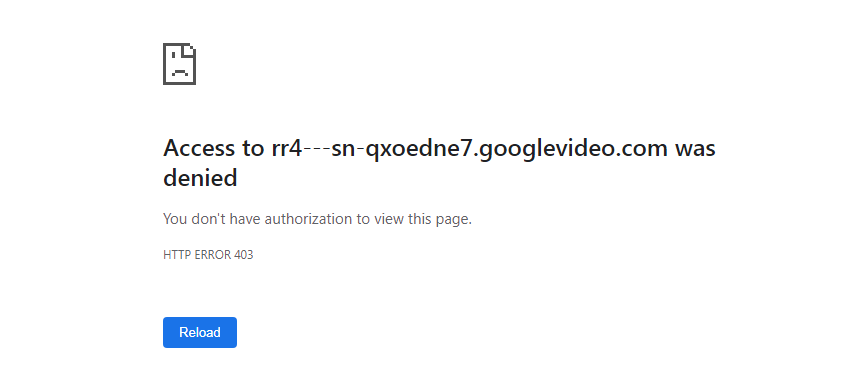 Access to rr4---sn-qxoedne7.googlevideo.com was
denied
You don't have authorization to view this page.
HTTP ERROR 403
Reload